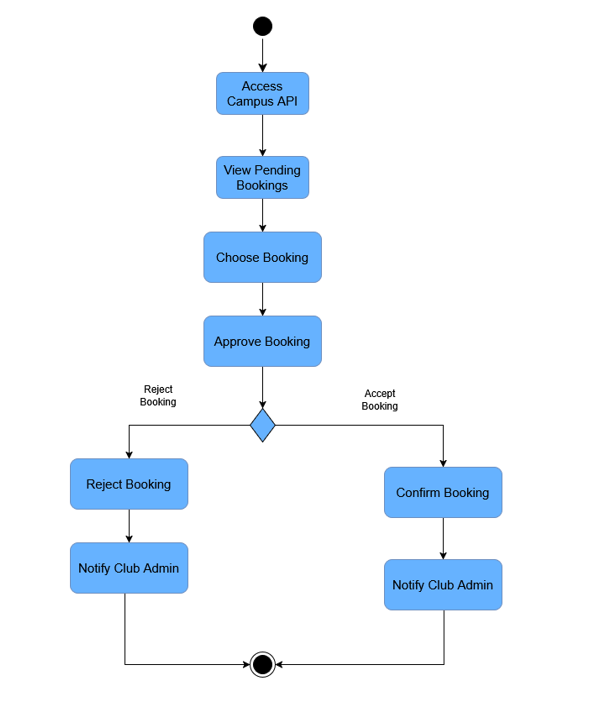 Access
Campus API
View Pending
Bookings
Choose Booking
Approve Booking
Reject
Booking
Accept
Booking
Reject Booking
Confirm Booking
Notify Club Admin
Notify Club Admin